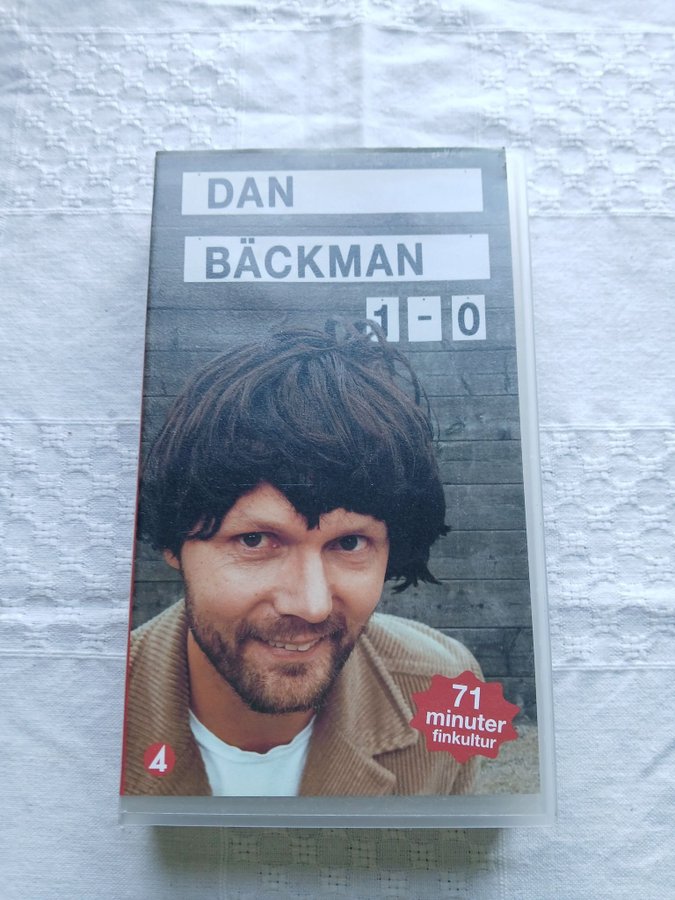 DAN
BÄCKMAN
1-0
71
minuter
finkultur
4